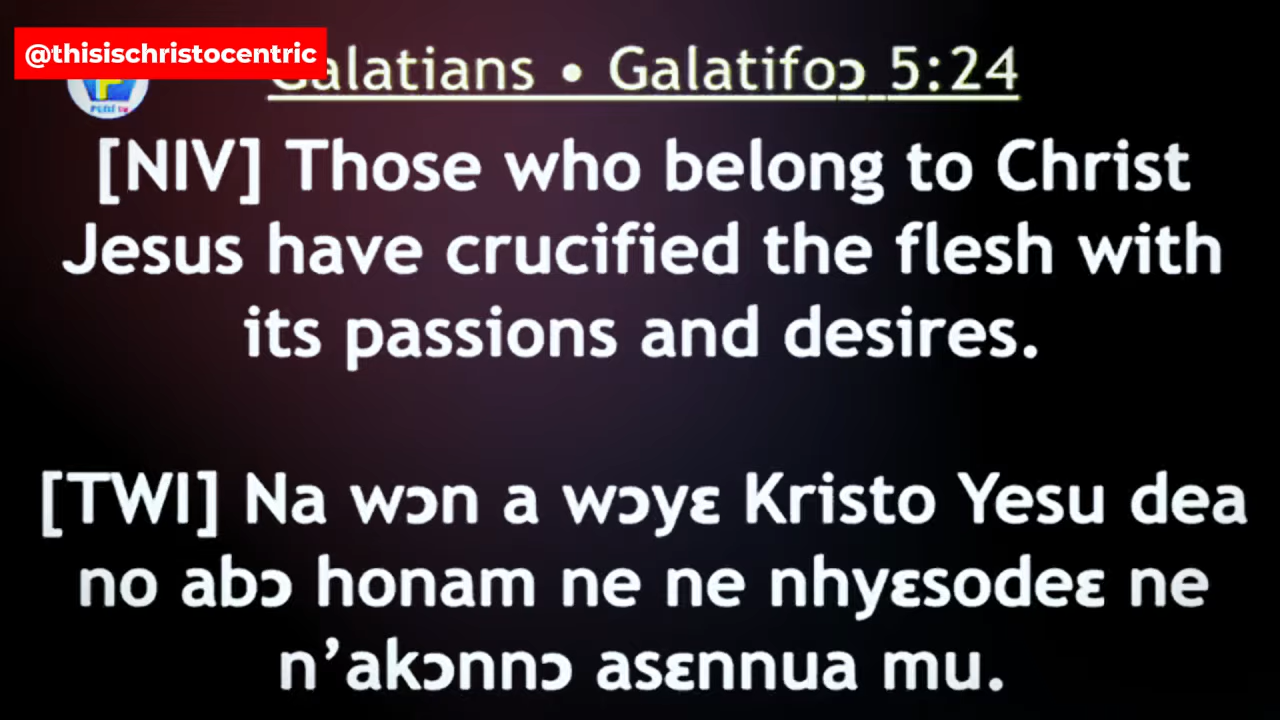 @thisischristocentric
Galatians • Galatifoɔ 5:24
[NIV] Those who belong to Christ
Jesus have crucified the flesh with
its passions and desires.
[TWI] Na wɔn a wɔyɛ Kristo Yesu dea
no abɔ honam ne ne nhyɛsodeɛ ne
n’akɔnnɔ asɛnnua mu.